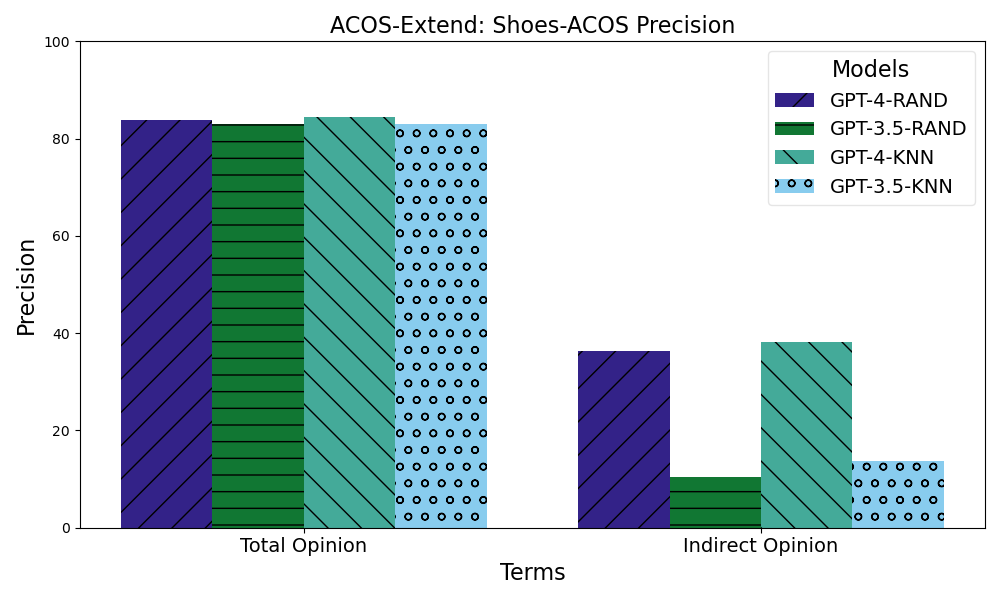 ACOS-Extend: Shoes-ACOS Precision
100
80
60
40
20
0
Precision
Models
GPT-4-RAND
GPT-3.5-RAND
GPT-4-KNN
GPT-3.5-KNN
Total Opinion
Indirect Opinion
Terms